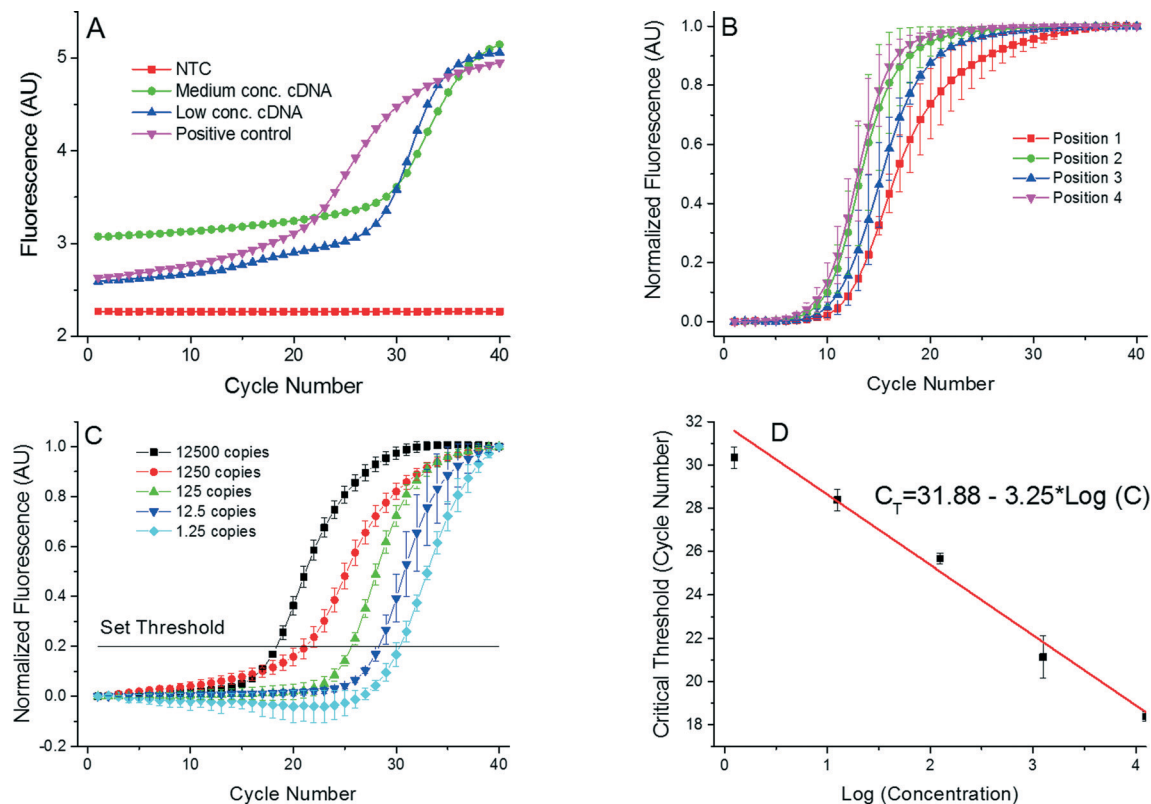 A
NTC
Medium conc. cDNA
Low conc. cDNA
Positive control
Fluorescence (AU)
5
4
3
2
0
10
20
30
40
Cycle Number
B
Position 1
Position 2
Position 3
Position 4
Normalized Fluorescence (AU)
1.0
0.8
0.6
0.4
0.2
0.0
0
10
20
30
40
Cycle Number
C
12500 copies
1250 copies
125 copies
12.5 copies
1.25 copies
Set Threshold
Normalized Fluorescence (AU)
1.0
0.8
0.6
0.4
0.2
0.0
-0.2
0
10
20
30
40
Cycle Number
D
C_T=31.88 - 3.25*Log (C)
Critical Threshold (Cycle Number)
32
30
28
26
24
22
20
18
0
1
2
3
4
Log (Concentration)